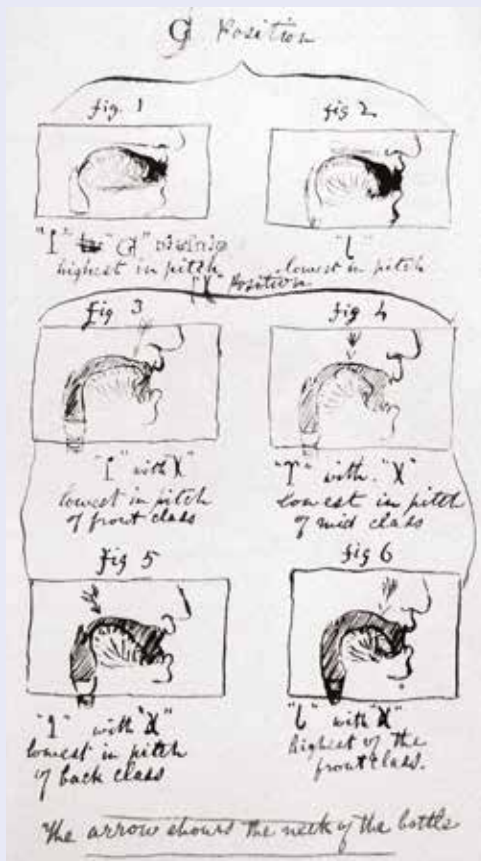 Position
fig. 1
fig 2
highest in pitch
lowest in pitch
Position
fig 3
fig 4
with
lowest in pitch
of front class
with
lowest in pitch
of mid class
fig 5
fig 6
with
lowest in pitch
of back class
with
highest of the
front class.
The arrow shows the neck of the bottle